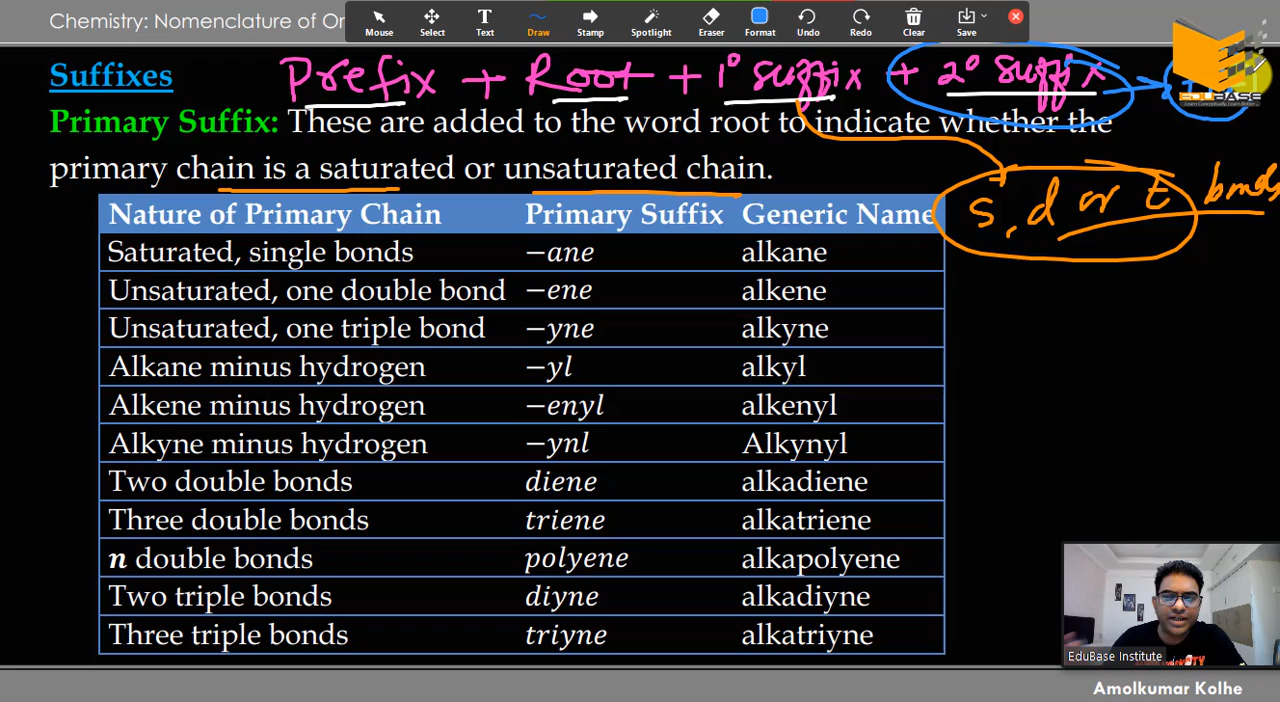 Chemistry: Nomenclature of Or
Mouse Select Text Draw Stamp Spotlight Eraser Format Undo Redo Clear Save
Suffixes
Prefix + Root + 1° suffix + 2° suffix
EDUBASE
Learn Conceptually.Learn Better.
Primary Suffix: These are added to the word root to indicate whether the
primary chain is a saturated or unsaturated chain.
s, d or t bonds
Nature of Primary Chain Primary Suffix Generic Name
Saturated, single bonds −ane alkane
Unsaturated, one double bond −ene alkene
Unsaturated, one triple bond −yne alkyne
Alkane minus hydrogen −yl alkyl
Alkene minus hydrogen −enyl alkenyl
Alkyne minus hydrogen −ynl Alkynyl
Two double bonds diene alkadiene
Three double bonds triene alkatriene
n double bonds polyene alkapolyene
Two triple bonds diyne alkadiyne
Three triple bonds triyne alkatriyne
EduBase Institute
Amolkumar Kolhe